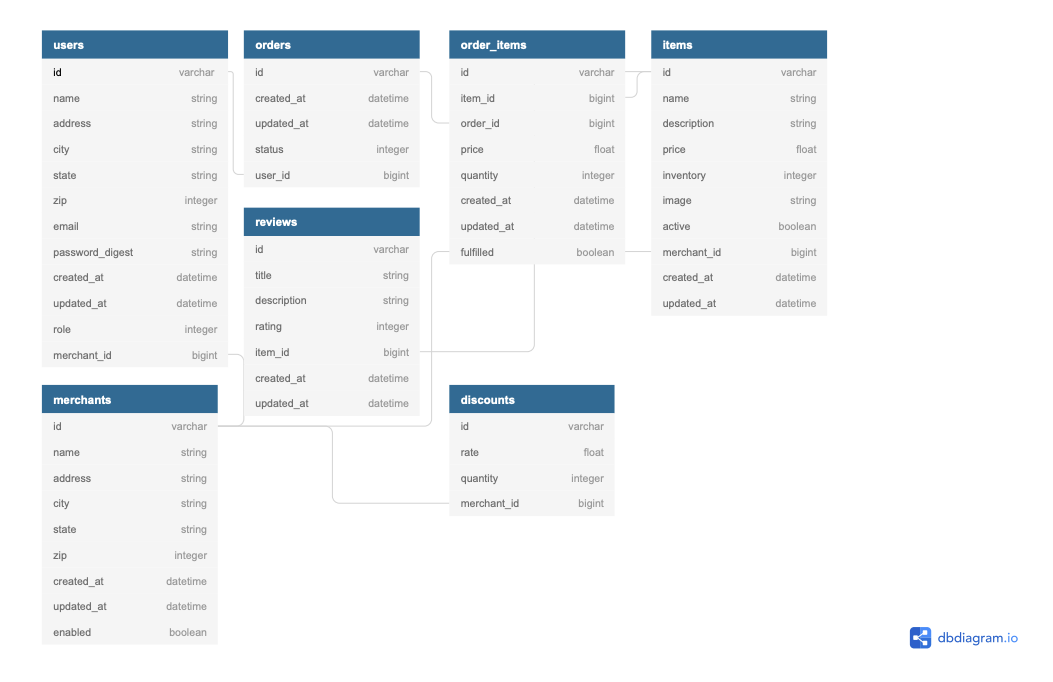 users
id varchar
name string
address string
city string
state string
zip integer
email string
password_digest string
created_at datetime
updated_at datetime
role integer
merchant_id bigint
orders
id varchar
created_at datetime
updated_at datetime
status integer
user_id bigint
order_items
id varchar
item_id bigint
order_id bigint
price float
quantity integer
created_at datetime
updated_at datetime
fulfilled boolean
items
id varchar
name string
description string
price float
inventory integer
image string
active boolean
merchant_id bigint
created_at datetime
updated_at datetime
reviews
id varchar
title string
description string
rating integer
item_id bigint
created_at datetime
updated_at datetime
merchants
id varchar
name string
address string
city string
state string
zip integer
created_at datetime
updated_at datetime
enabled boolean
discounts
id varchar
rate float
quantity integer
merchant_id bigint
dbdiagram.io